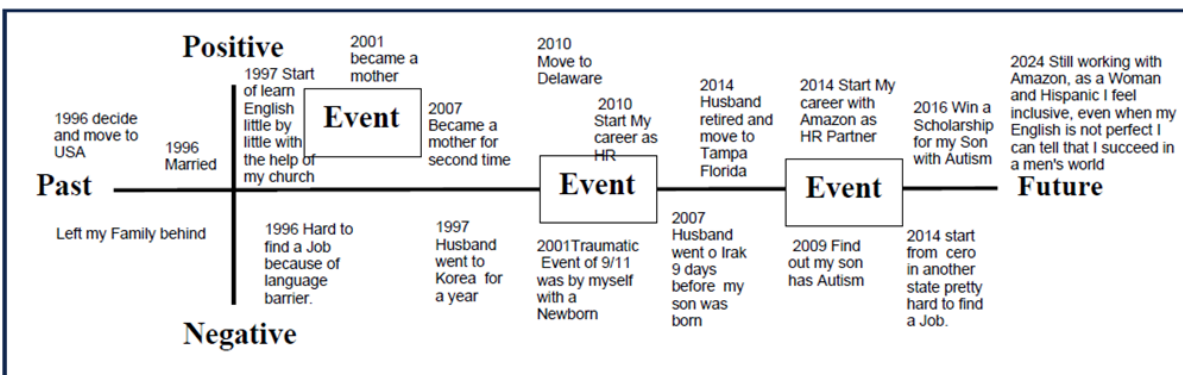 Positive
1996 decide
and move to
USA
1996
Married
1997 Start
of learn
English
little by
little with
the help of
my church
2001
became a
mother
Event
2007
Became a
mother for
second time
2010
Move to
Delaware
2010
Start My
career as
HR
Event
2014
Husband
retired and
move to
Tampa
Florida
2014 Start My
career with
Amazon as
HR Partner
Event
2016 Win a
Scholarship
for my Son
with Autism
2024 Still working with
Amazon, as a Woman
and Hispanic I feel
inclusive, even when my
English is not perfect I
can tell that I succeed in
a men's world
Past
Future
Left my Family behind
1996 Hard to
find a Job
because of
language
barrier.
1997
Husband
went to
Korea for
a year
2001Traumatic
Event of 9/11
was by myself
with a
Newborn
2007
Husband
went o Irak
9 days
before my
son was
born
2009 Find
out my son
has Autism
2014 start
from cero
in another
state pretty
hard to find
a Job.
Negative